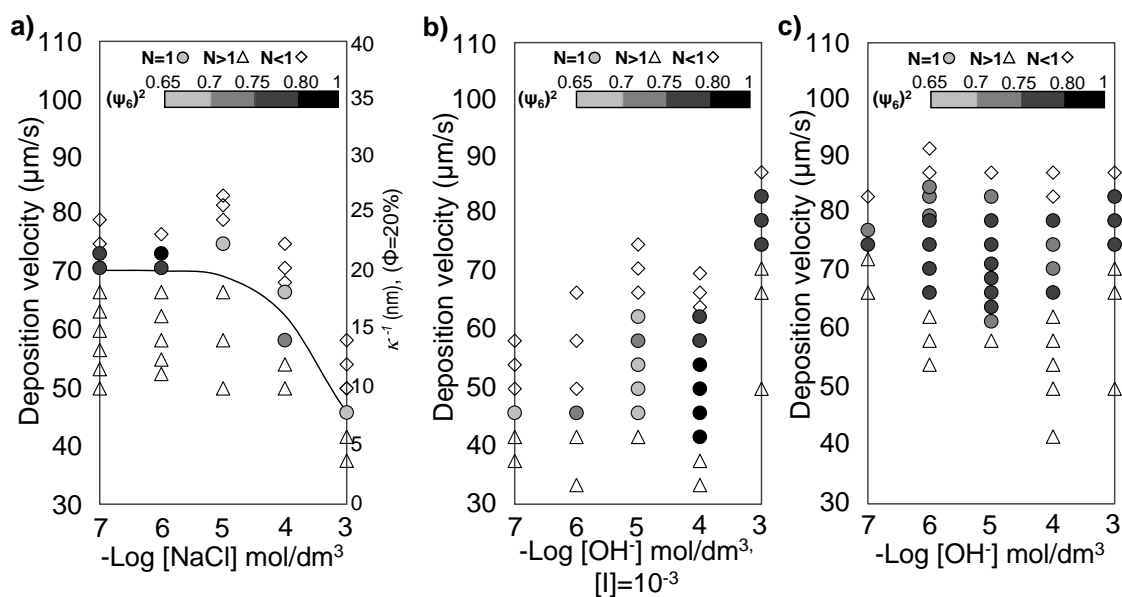 a)
N=1 N>1 N<1
0.65 0.7 0.75 0.80 1
(ψ₆)²
110
100
90
80
70
60
50
40
30
Deposition velocity (µm/s)
40
35
30
25
20
15
10
5
0
κ⁻¹ (nm), (Φ=20%)
7 6 5 4 3
-Log [NaCl] mol/dm³
b)
N=1 N>1 N<1
0.65 0.7 0.75 0.80 1
(ψ₆)²
110
100
90
80
70
60
50
40
30
Deposition velocity (µm/s)
7 6 5 4 3
-Log [OH⁻] mol/dm³,
[I]=10⁻³
c)
N=1 N>1 N<1
0.65 0.7 0.75 0.80 1
(ψ₆)²
110
100
90
80
70
60
50
40
30
Deposition velocity (µm/s)
7 6 5 4 3
-Log [OH⁻] mol/dm³